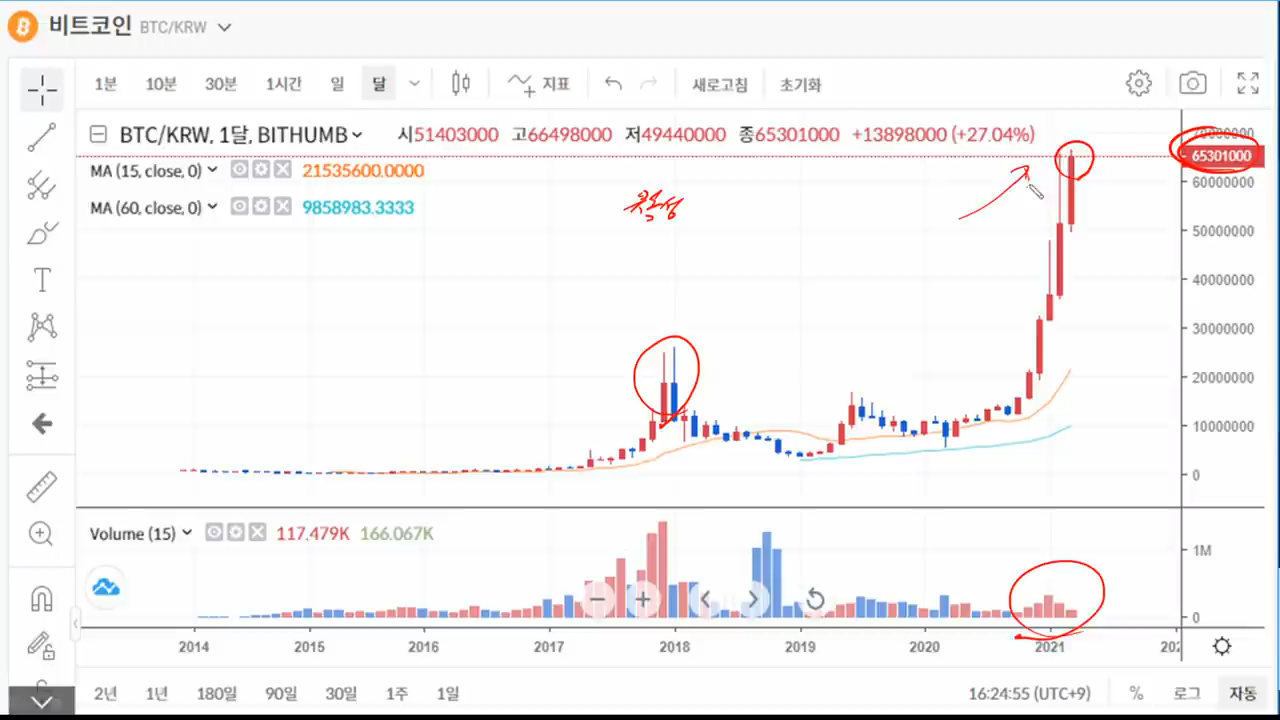 비트코인 BTC/KRW
1분 10분 30분 1시간 일 달 지표 새로고침 초기화
BTC/KRW, 1달, BITHUMB 시51403000 고66498000 저49440000 종65301000 +13898000 (+27.04%)
MA (15, close, 0) 21535600.0000
MA (60, close, 0) 9858983.3333
70000000
65301000
60000000
50000000
40000000
30000000
20000000
10000000
0
Volume (15) 117.479K 166.067K
1M
0
2014 2015 2016 2017 2018 2019 2020 2021 202
2년 1년 180일 90일 30일 1주 1일 16:24:55 (UTC+9) % 로그 자동